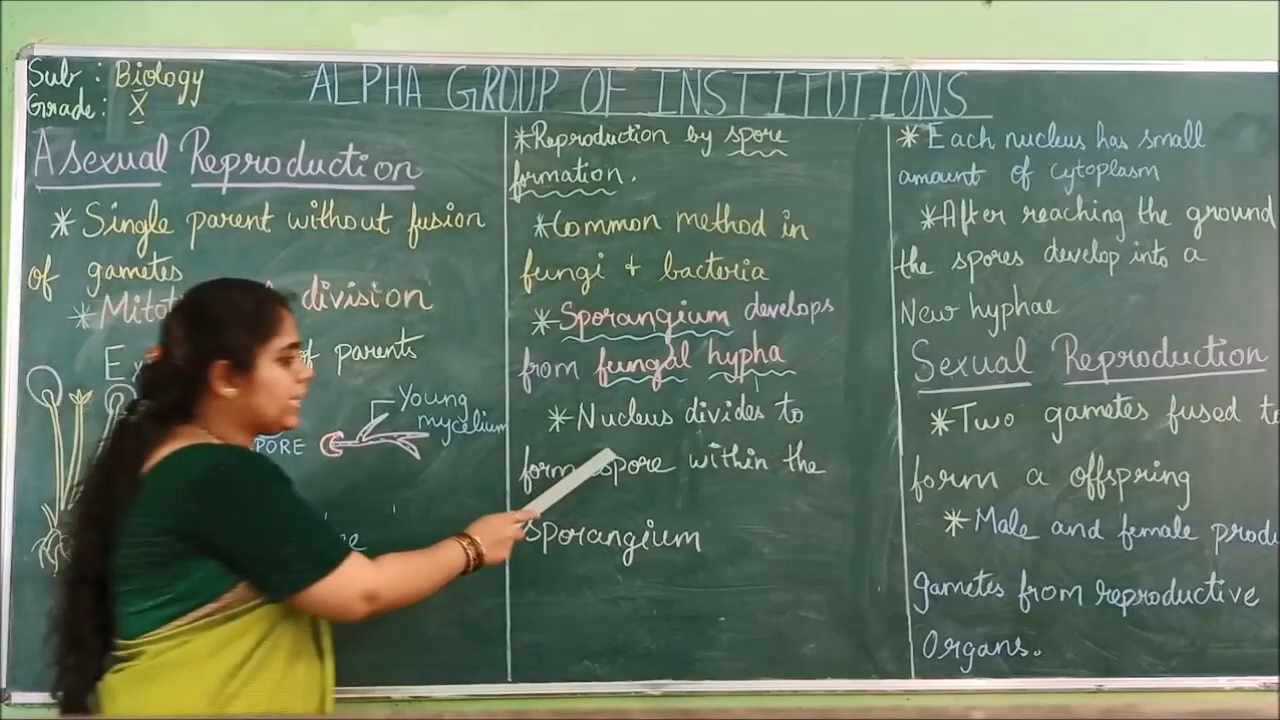 Sub : Biology
Grade : X
ALPHA GROUP OF INSTITUTIONS
Asexual Reproduction
* Single parent without fusion
of gametes
* division
of parents
Young
mycelium
* Reproduction by spore
formation.
* Common method in
fungi + bacteria
* Sporangium develops
from fungal hypha
* Nucleus divides to
form spore within the
Sporangium
* Each nucleus has small
amount of cytoplasm
* After reaching the ground
the spores develop into a
New hyphae
Sexual Reproduction
* Two gametes fused to
form a offspring
* Male and female produ
gametes from reproductive
Organs.